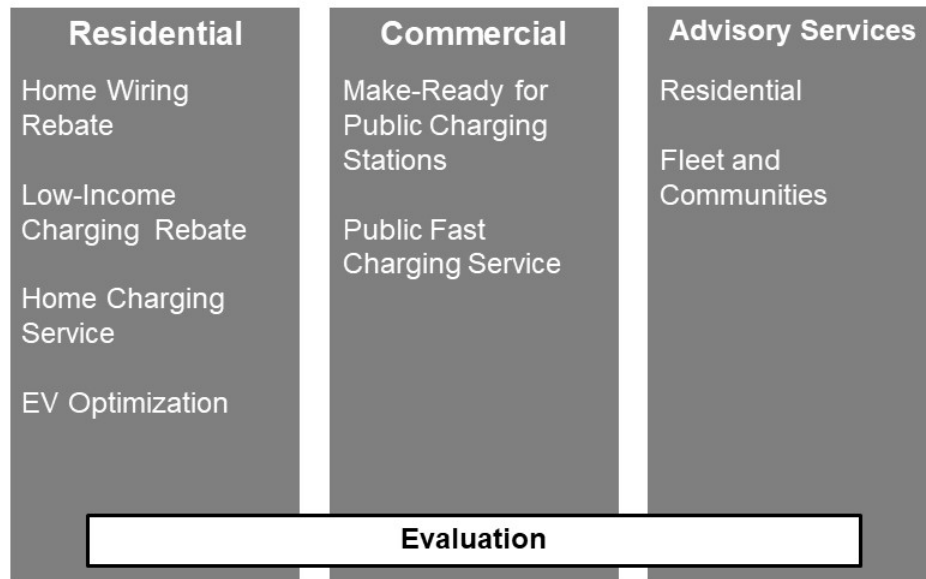 Residential
Home Wiring
Rebate
Low-Income
Charging Rebate
Home Charging
Service
EV Optimization
Commercial
Make-Ready for
Public Charging
Stations
Public Fast
Charging Service
Advisory Services
Residential
Fleet and
Communities
Evaluation